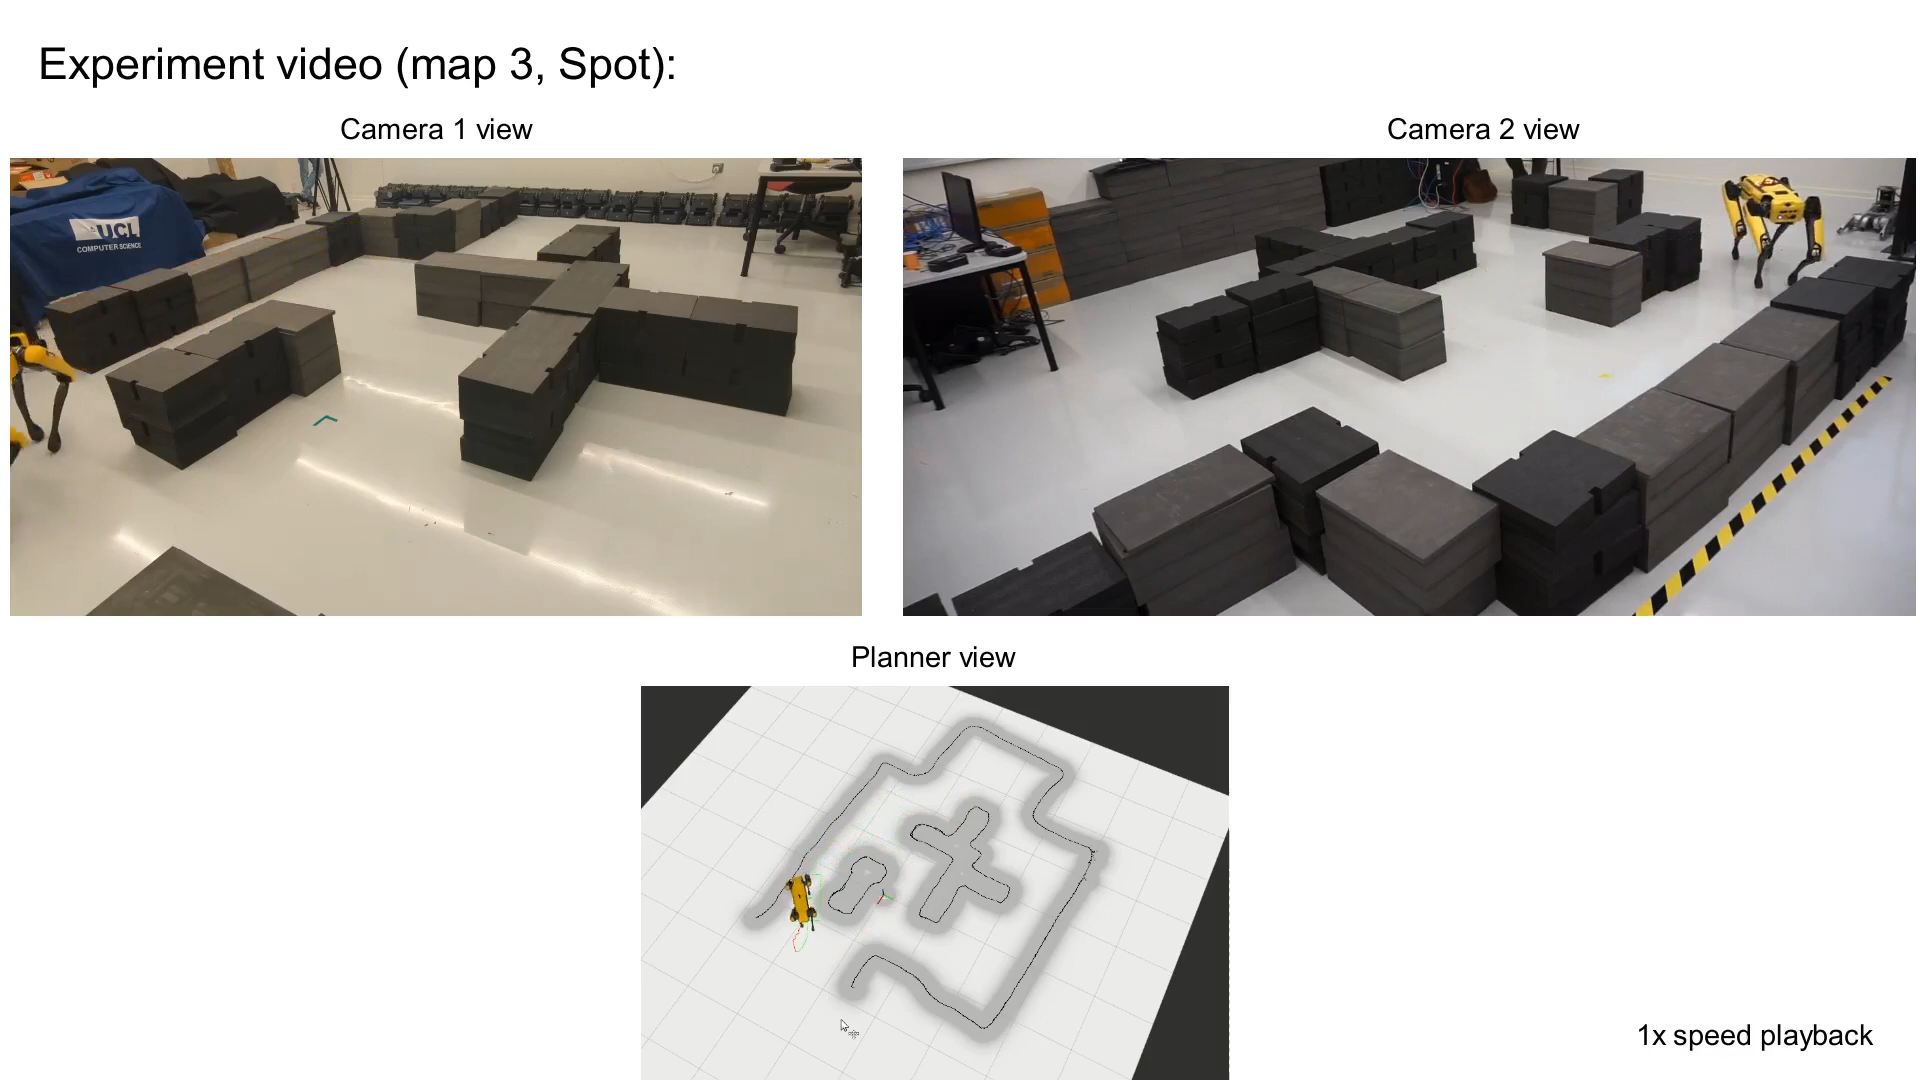 Experiment video (map 3, Spot):
Camera 1 view
Camera 2 view
UCL
COMPUTER SCIENCE
Planner view
1x speed playback